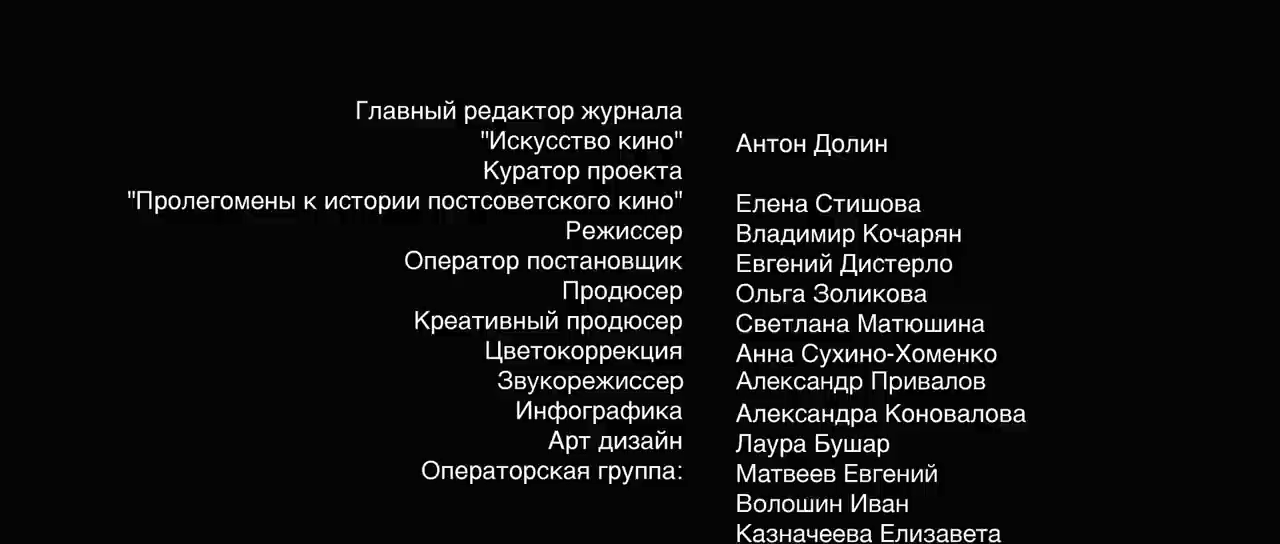 Главный редактор журнала
"Искусство кино" Антон Долин
Куратор проекта
"Пролегомены к истории постсоветского кино" Елена Стишова
Режиссер Владимир Кочарян
Оператор постановщик Евгений Дистерло
Продюсер Ольга Золикова
Креативный продюсер Светлана Матюшина
Цветокоррекция Анна Сухино-Хоменко
Звукорежиссер Александр Привалов
Инфографика Александра Коновалова
Арт дизайн Лаура Бушар
Операторская группа: Матвеев Евгений
Волошин Иван
Казначеева Елизавета